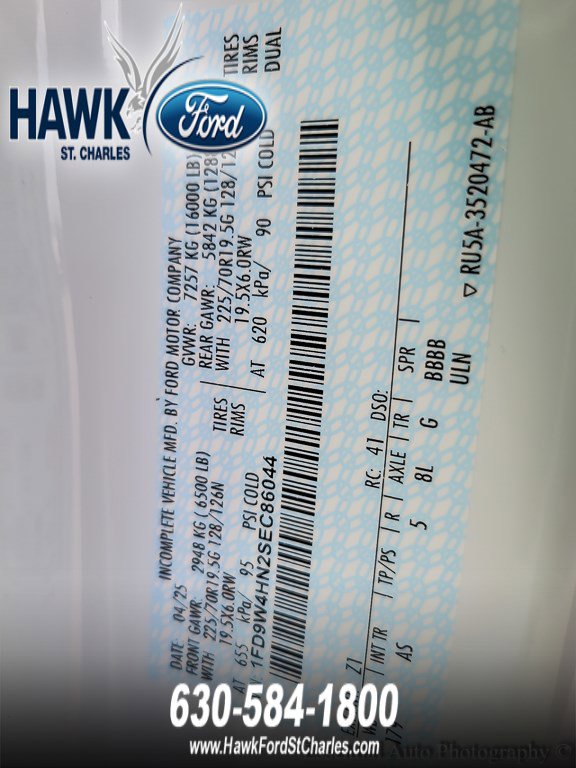 HAWK
Ford
ST. CHARLES
INCOMPLETE VEHICLE MFD. BY FORD MOTOR COMPANY
DATE: 04/25 GVWR: 7257 KG (16000 LB)
FRONT GAWR: 2948 KG (6500 LB) REAR GAWR: 5842 KG
WITH 225/70R19.5G 128/126N TIRES WITH 225/70R19.5G 128/12 TIRES
19.5X6.0RW RIMS 19.5X6.0RW RIMS
AT 655 kPa/ 95 PSI COLD AT 620 kPa/ 90 PSI COLD DUAL
1FD9W4HN2SEC86044
Z1 RC: 41 DSO:
INT TR TP/PS R AXLE TR SPR
AS 5 8L G BBBB
ULN
▽ RU5A-3520472-AB
630-584-1800
www.HawkFordStCharles.com
Auto Photography ©